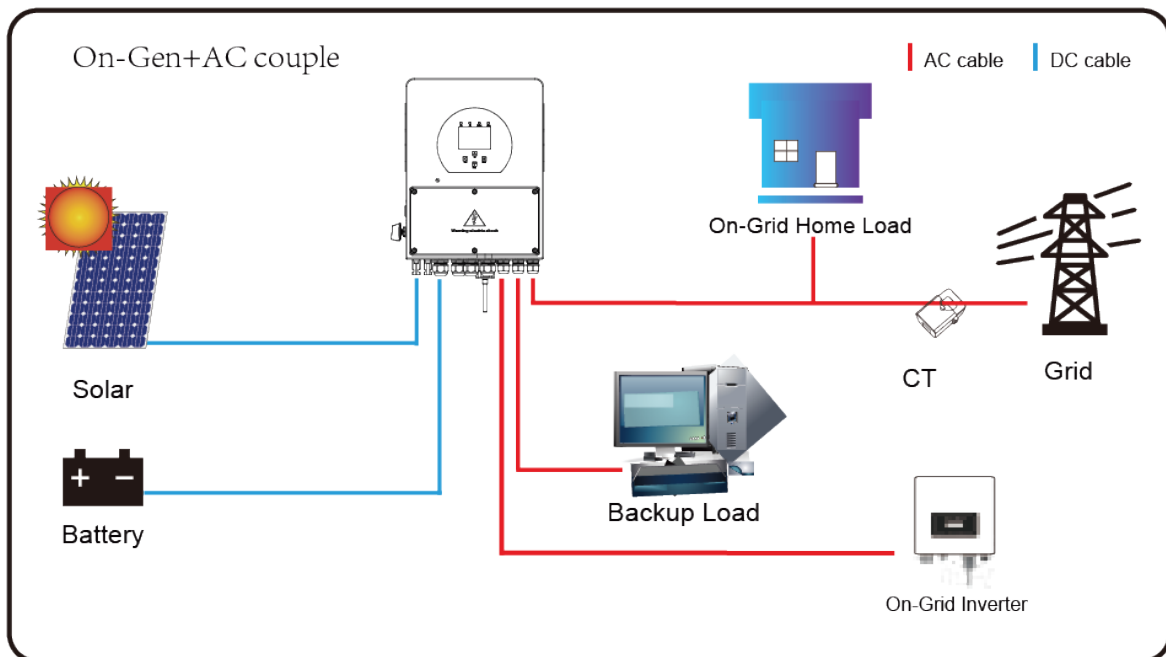 On-Gen+AC couple
AC cable
DC cable
On-Grid Home Load
Solar
CT
Grid
Battery
Backup Load
On-Grid Inverter